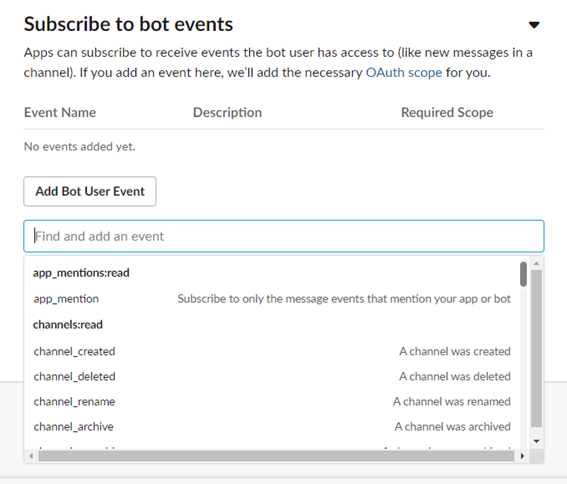 Subscribe to bot events
Apps can subscribe to receive events the bot user has access to (like new messages in a
channel). If you add an event here, we'll add the necessary OAuth scope for you.
Event Name Description Required Scope
No events added yet.
Add Bot User Event
Find and add an event
app_mentions:read
app_mention Subscribe to only the message events that mention your app or bot
channels:read
channel_created A channel was created
channel_deleted A channel was deleted
channel_rename A channel was renamed
channel_archive A channel was archived